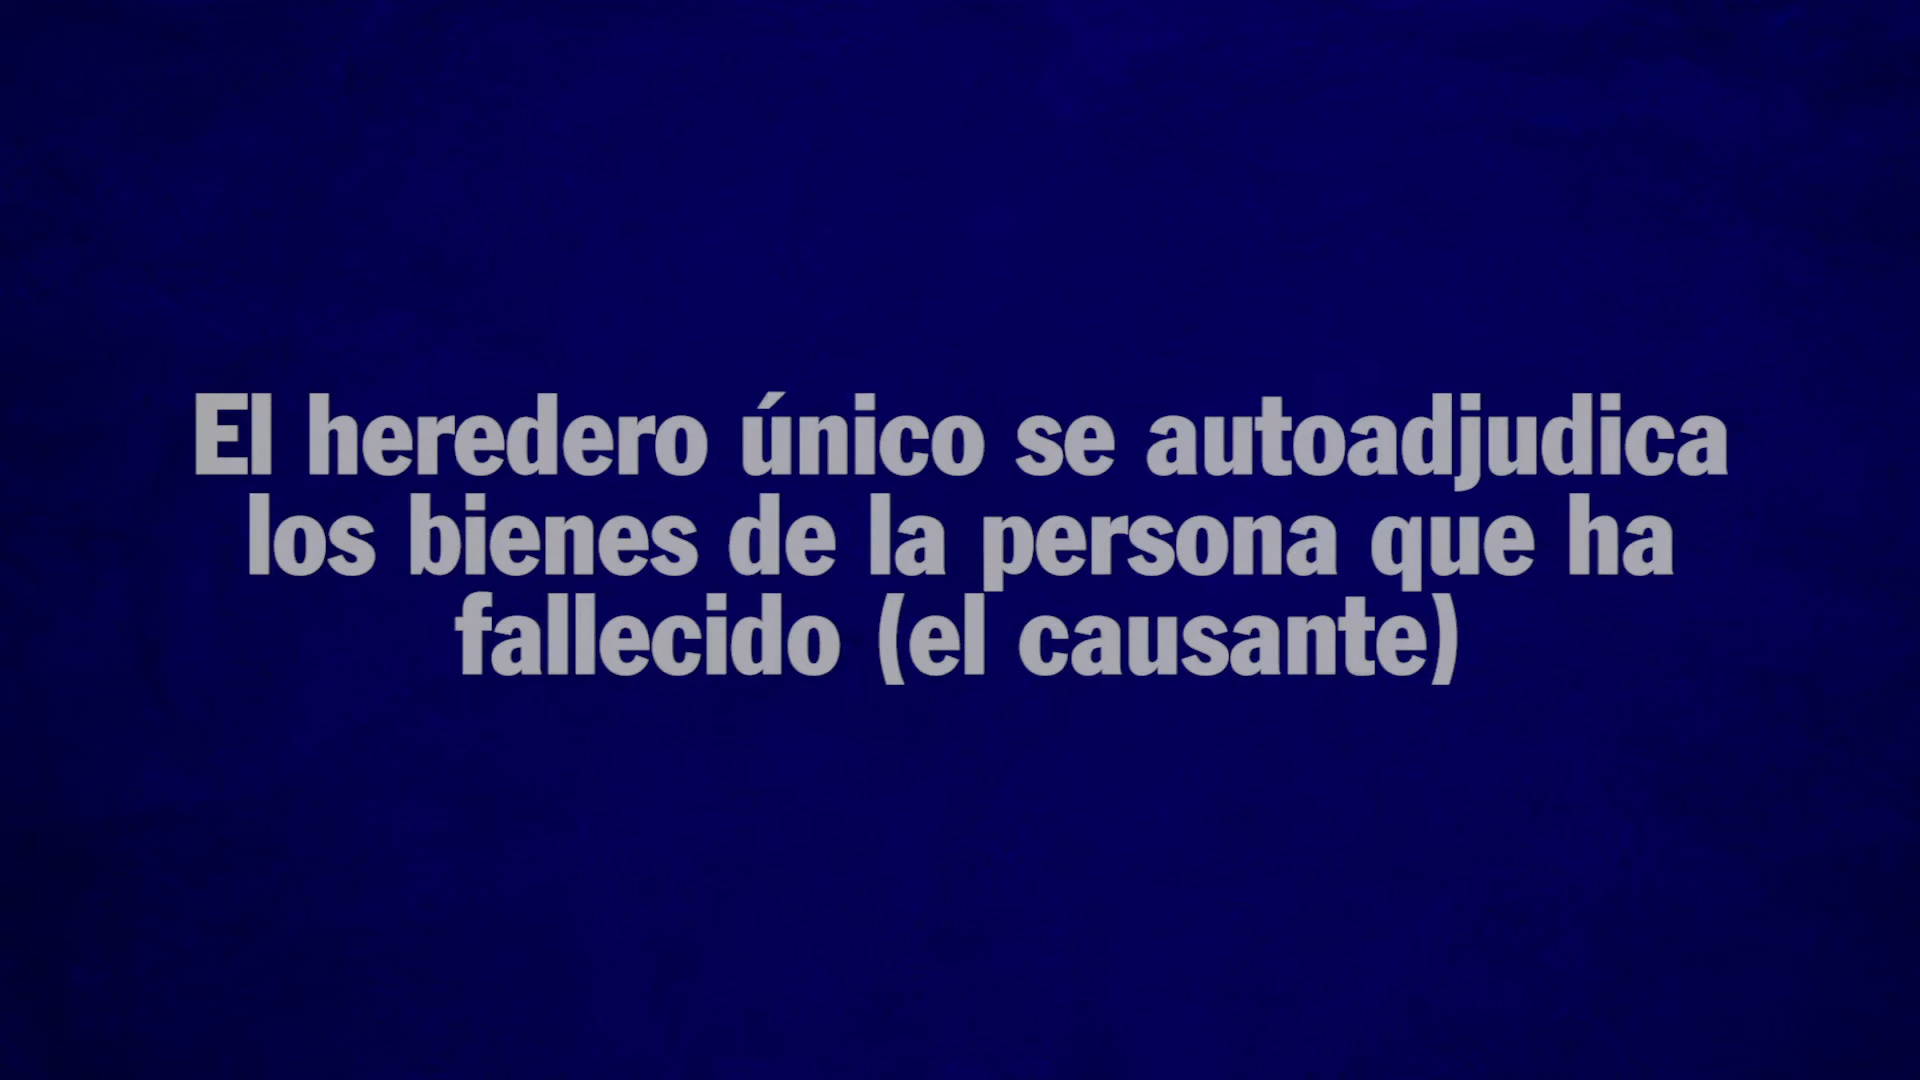 El heredero único se autoadjudica
los bienes de la persona que ha
fallecido (el causante)